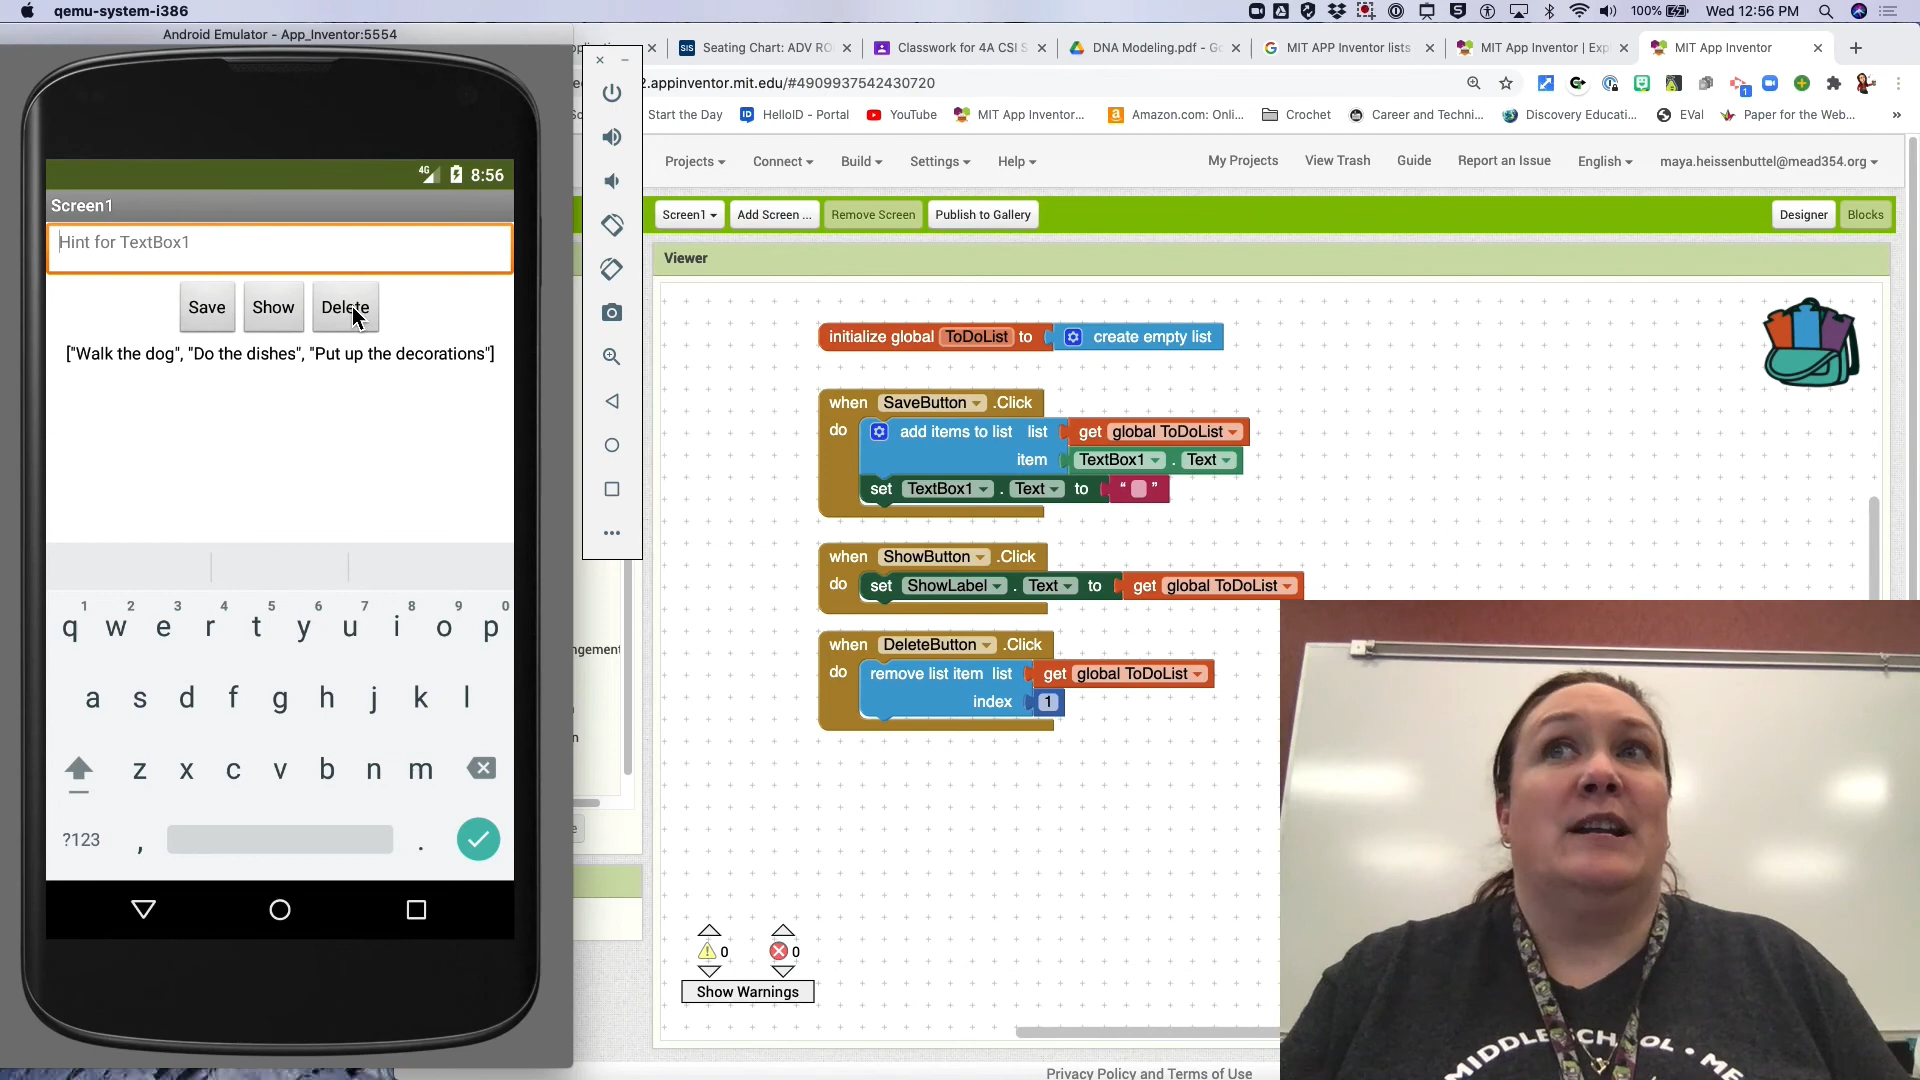 qemu-system-i386
100%
Wed 12:56 PM
Android Emulator - App_Inventor:5554
SIS Seating Chart: ADV RO
Classwork for 4A CSI S
DNA Modeling.pdf - Go
MIT APP Inventor lists
MIT App Inventor | Exp
MIT App Inventor
2.appinventor.mit.edu/#4909937542430720
Start the Day
HelloID - Portal
YouTube
MIT App Inventor...
Amazon.com: Onli...
Crochet
Career and Techni...
Discovery Educati...
EVal
Paper for the Web...
Projects
Connect
Build
Settings
Help
My Projects
View Trash
Guide
Report an Issue
English
maya.heissenbuttel@mead354.org
Screen1
Add Screen ...
Remove Screen
Publish to Gallery
Designer
Blocks
Viewer
4G 8:56
Screen1
Hint for TextBox1
Save
Show
Delete
["Walk the dog", "Do the dishes", "Put up the decorations"]
1 2 3 4 5 6 7 8 9 0
q w e r t y u i o p
a s d f g h j k l
z x c v b n m
?123 , .
initialize global ToDoList to create empty list
when SaveButton .Click
do add items to list list get global ToDoList
item TextBox1 . Text
set TextBox1 . Text to “ ”
when ShowButton .Click
do set ShowLabel . Text to get global ToDoList
when DeleteButton .Click
do remove list item list get global ToDoList
index 1
0 0
Show Warnings
Privacy Policy and Terms of Use
MIDDLE SCHOOL • ME